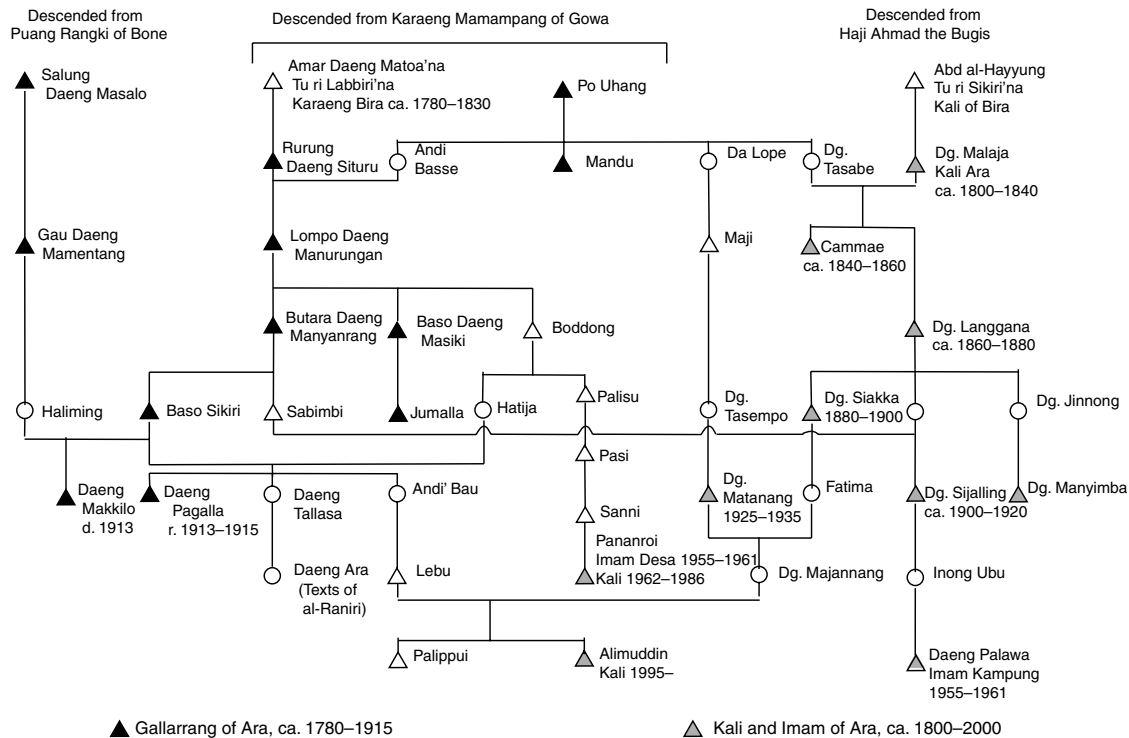 Descended from
Puang Rangki of Bone
Descended from Karaeng Mamampang of Gowa
Descended from
Haji Ahmad the Bugis
Salung
Daeng Masalo
Amar Daeng Matoa'na
Tu ri Labbiri'na
Karaeng Bira ca. 1780–1830
Po Uhang
Abd al-Hayyung
Tu ri Sikiri'na
Kali of Bira
Rurung
Daeng Situru
Andi
Basse
Mandu
Da Lope
Dg.
Tasabe
Dg. Malaja
Kali Ara
ca. 1800–1840
Gau Daeng
Mamentang
Lompo Daeng
Manurungan
Maji
Cammae
ca. 1840–1860
Butara Daeng
Manyanrang
Baso Daeng
Masiki
Boddong
Dg. Langgana
ca. 1860–1880
Haliming
Baso Sikiri
Sabimbi
Jumalla
Hatija
Palisu
Dg.
Tasempo
Dg. Siakka
1880–1900
Dg. Jinnong
Pasi
Daeng
Makkilo
d. 1913
Daeng
Pagalla
r. 1913–1915
Daeng
Tallasa
Andi' Bau
Sanni
Dg.
Matanang
1925–1935
Fatima
Dg. Sijalling
ca. 1900–1920
Dg. Manyimba
Daeng Ara
(Texts of
al-Raniri)
Lebu
Pananroi
Imam Desa 1955–1961
Kali 1962–1986
Dg. Majannang
Inong Ubu
Palippui
Alimuddin
Kali 1995–
Daeng Palawa
Imam Kampung
1955–1961
Gallarrang of Ara, ca. 1780–1915
Kali and Imam of Ara, ca. 1800–2000